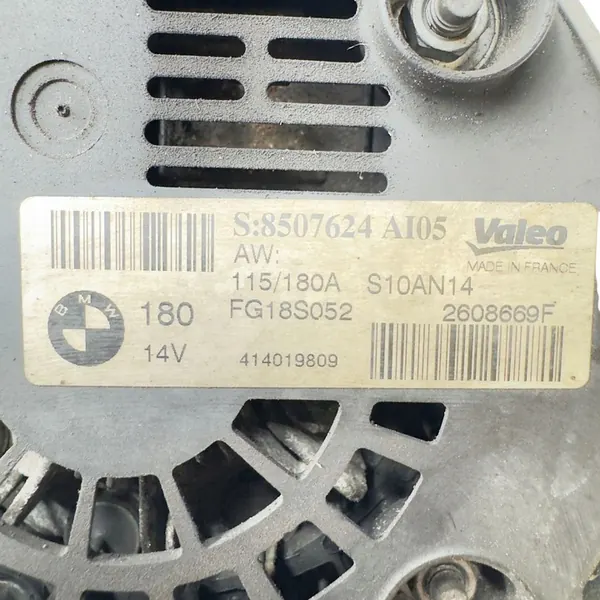 S:8507624 AI05
Valeo
AW:
MADE IN FRANCE
115/180A S10AN14
BMW
180
FG18S052
2608669F
14V
414019809